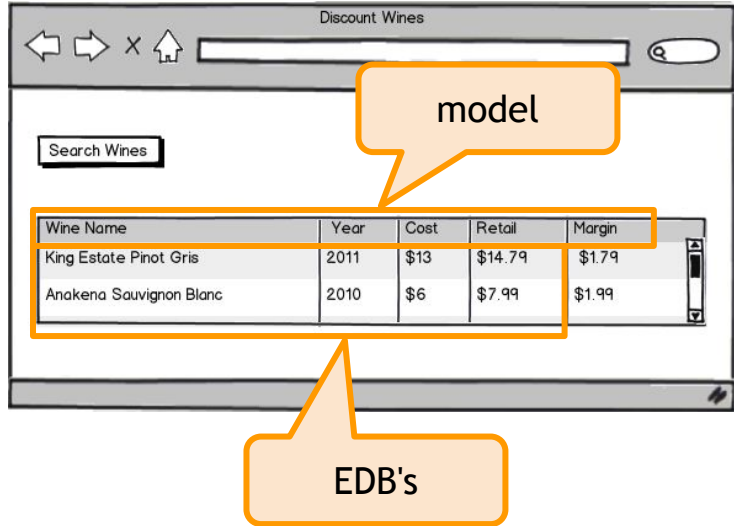 Discount Wines
model
Search Wines
Wine Name Year Cost Retail Margin
King Estate Pinot Gris 2011 $13 $14.79 $1.79
Anakena Sauvignon Blanc 2010 $6 $7.99 $1.99
EDB's